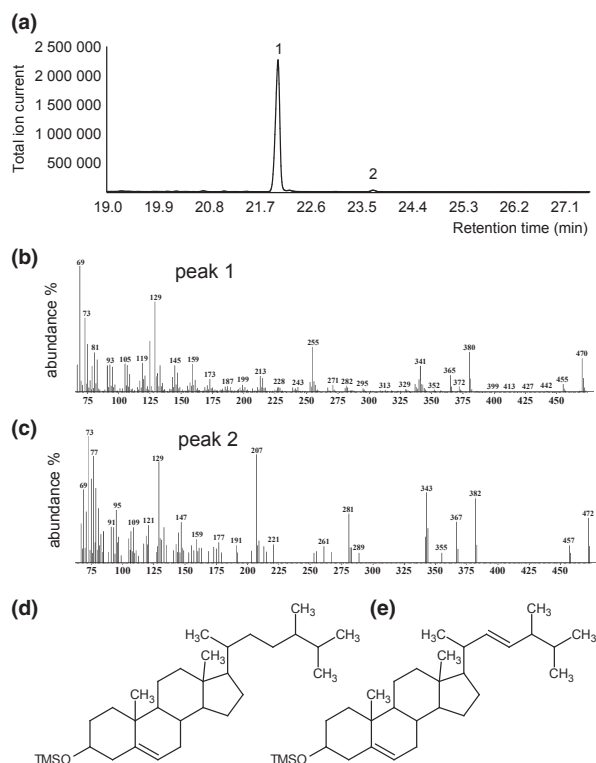 (a)
Total ion current
2 500 000
2 000 000
1 500 000
1 000 000
500 000
1
2
19.0 19.9 20.8 21.7 22.6 23.5 24.4 25.3 26.2 27.1
Retention time (min)
(b)
peak 1
abundance %
69 73 81 93 105 119 129 145 159 173 187 199 213 228 243 255 271 282 295 313 329 341 352 365 372 380 399 413 427 442 455 470
75 100 125 150 175 200 225 250 275 300 325 350 375 400 425 450
(c)
peak 2
abundance %
69 73 77 91 95 109 121 129 147 159 177 191 207 221 261 281 289 343 355 367 382 457 472
75 100 125 150 175 200 225 250 275 300 325 350 375 400 425 450
(d)
CH3
CH3
CH3
CH3
CH3
CH3
TMSO
(e)
CH3
CH3
CH3
CH3
CH3
CH3
TMSO